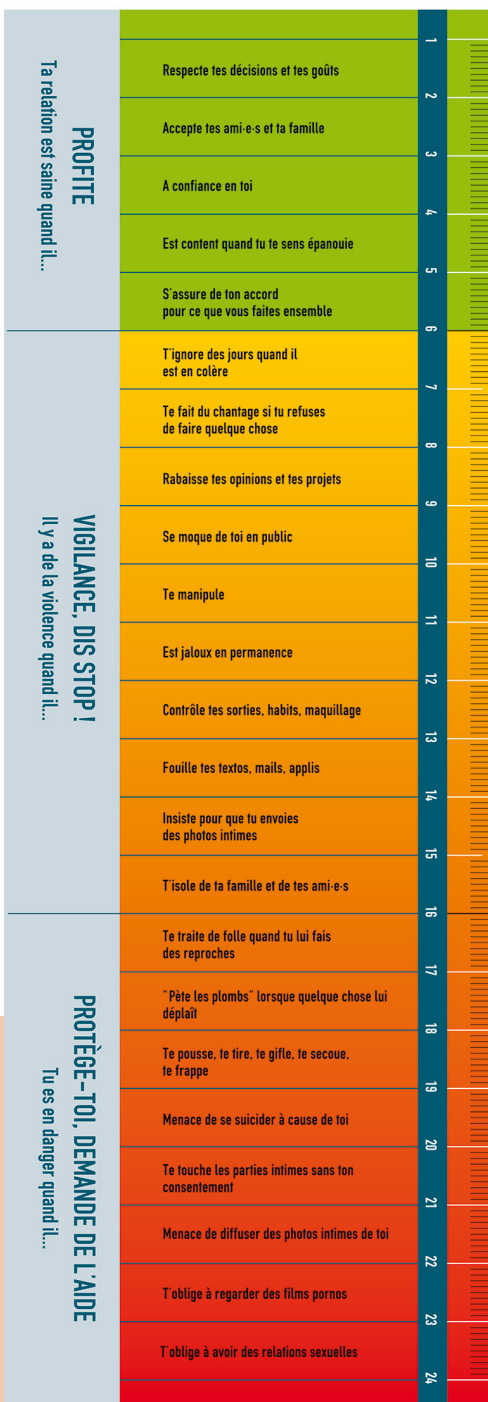 PROFITE
Ta relation est saine quand il...
1
Respecte tes décisions et tes goûts
2
Accepte tes ami·e·s et ta famille
3
A confiance en toi
4
Est content quand tu te sens épanouie
5
S'assure de ton accord
pour ce que vous faites ensemble
6
VIGILANCE, DIS STOP !
Il y a de la violence quand il...
T'ignore des jours quand il
est en colère
7
Te fait du chantage si tu refuses
de faire quelque chose
8
Rabaisse tes opinions et tes projets
9
Se moque de toi en public
10
Te manipule
11
Est jaloux en permanence
12
Contrôle tes sorties, habits, maquillage
13
Fouille tes textos, mails, applis
14
Insiste pour que tu envoies
des photos intimes
15
T'isole de ta famille et de tes ami·e·s
16
PROTÈGE-TOI, DEMANDE DE L'AIDE
Tu es en danger quand il...
Te traite de folle quand tu lui fais
des reproches
17
"Pète les plombs" lorsque quelque chose lui
déplaît
18
Te pousse, te tire, te gifle, te secoue,
te frappe
19
Menace de se suicider à cause de toi
20
Te touche les parties intimes sans ton
consentement
21
Menace de diffuser des photos intimes de toi
22
T'oblige à regarder des films pornos
23
T'oblige à avoir des relations sexuelles
24